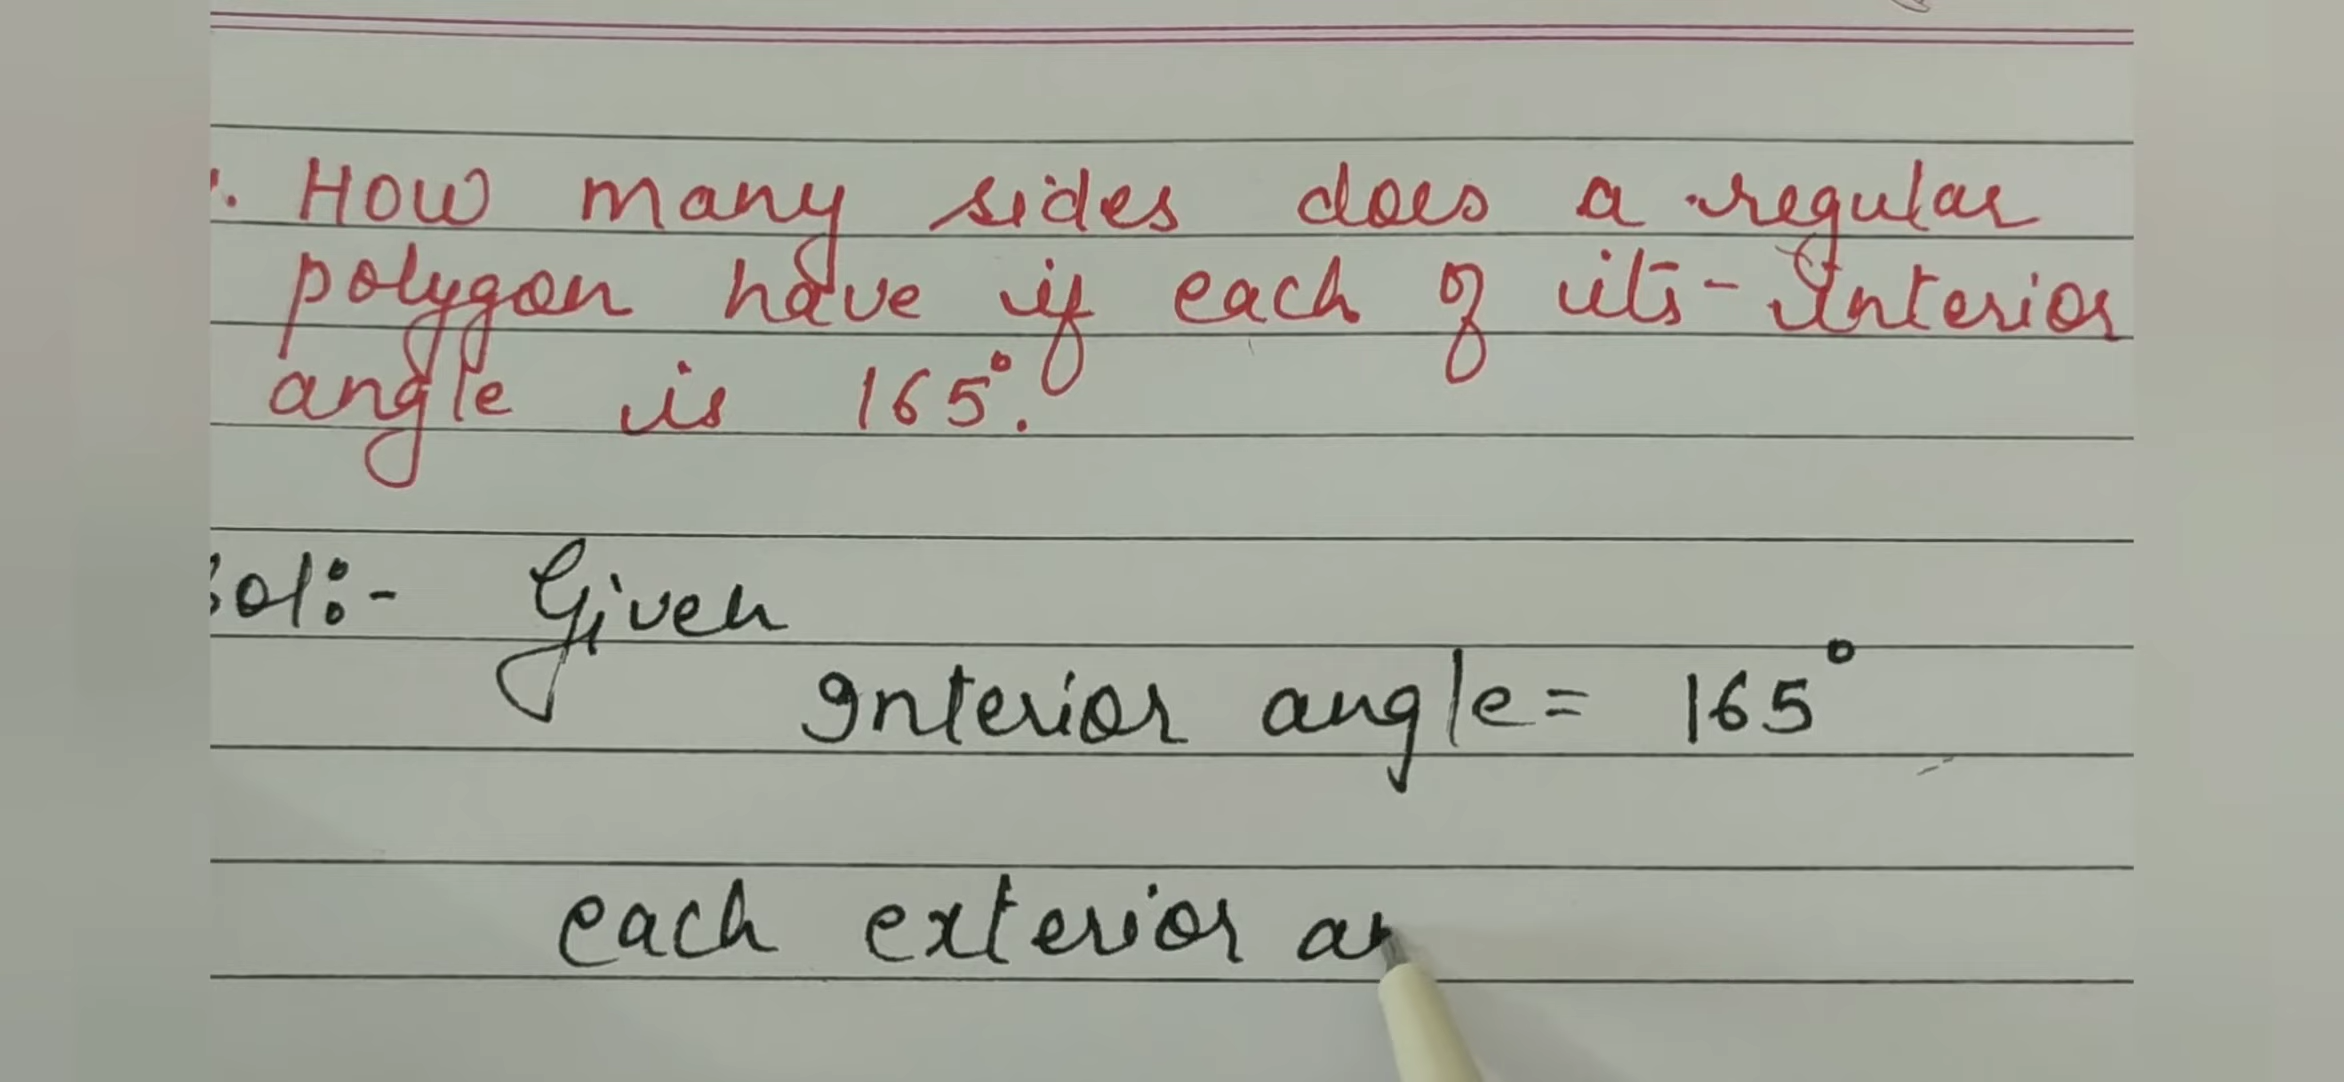 . How many sides does a regular
polygon have if each of its - Interior
angle is 165°.
Sol:- Given
Interior angle = 165°
each exterior an